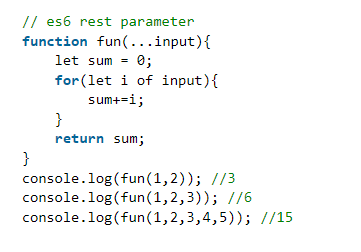 // es6 rest parameter
function fun(...input){
    let sum = 0;
    for(let i of input){
        sum+=i;
    }
    return sum;
}
console.log(fun(1,2)); //3
console.log(fun(1,2,3)); //6
console.log(fun(1,2,3,4,5)); //15